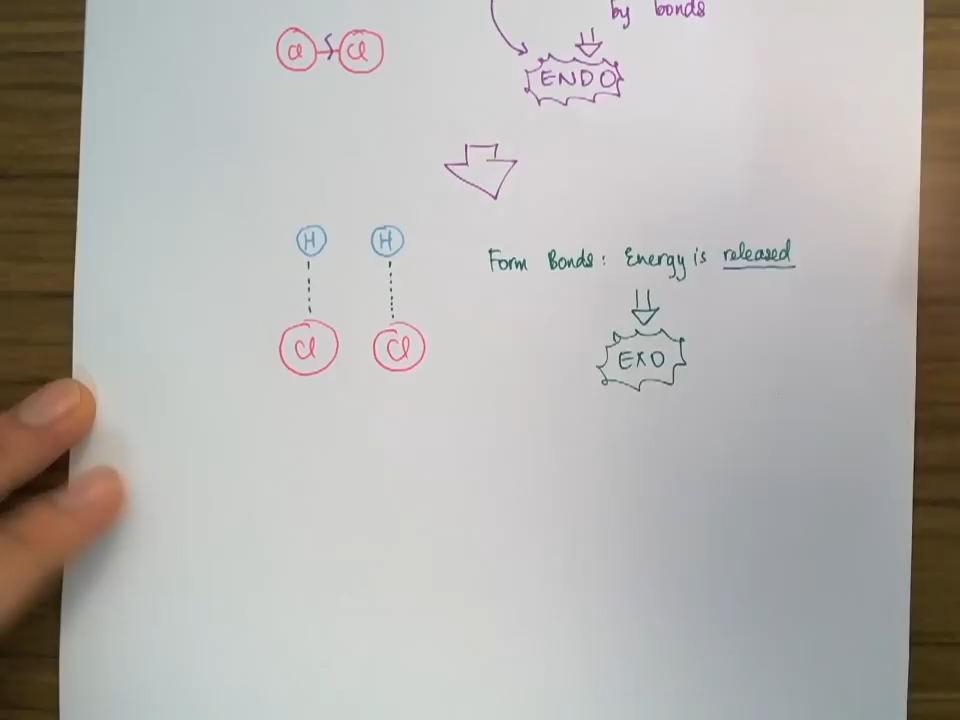 by bonds
Cl Cl
ENDO
H H
Form Bonds: Energy is released
Cl Cl
EXO